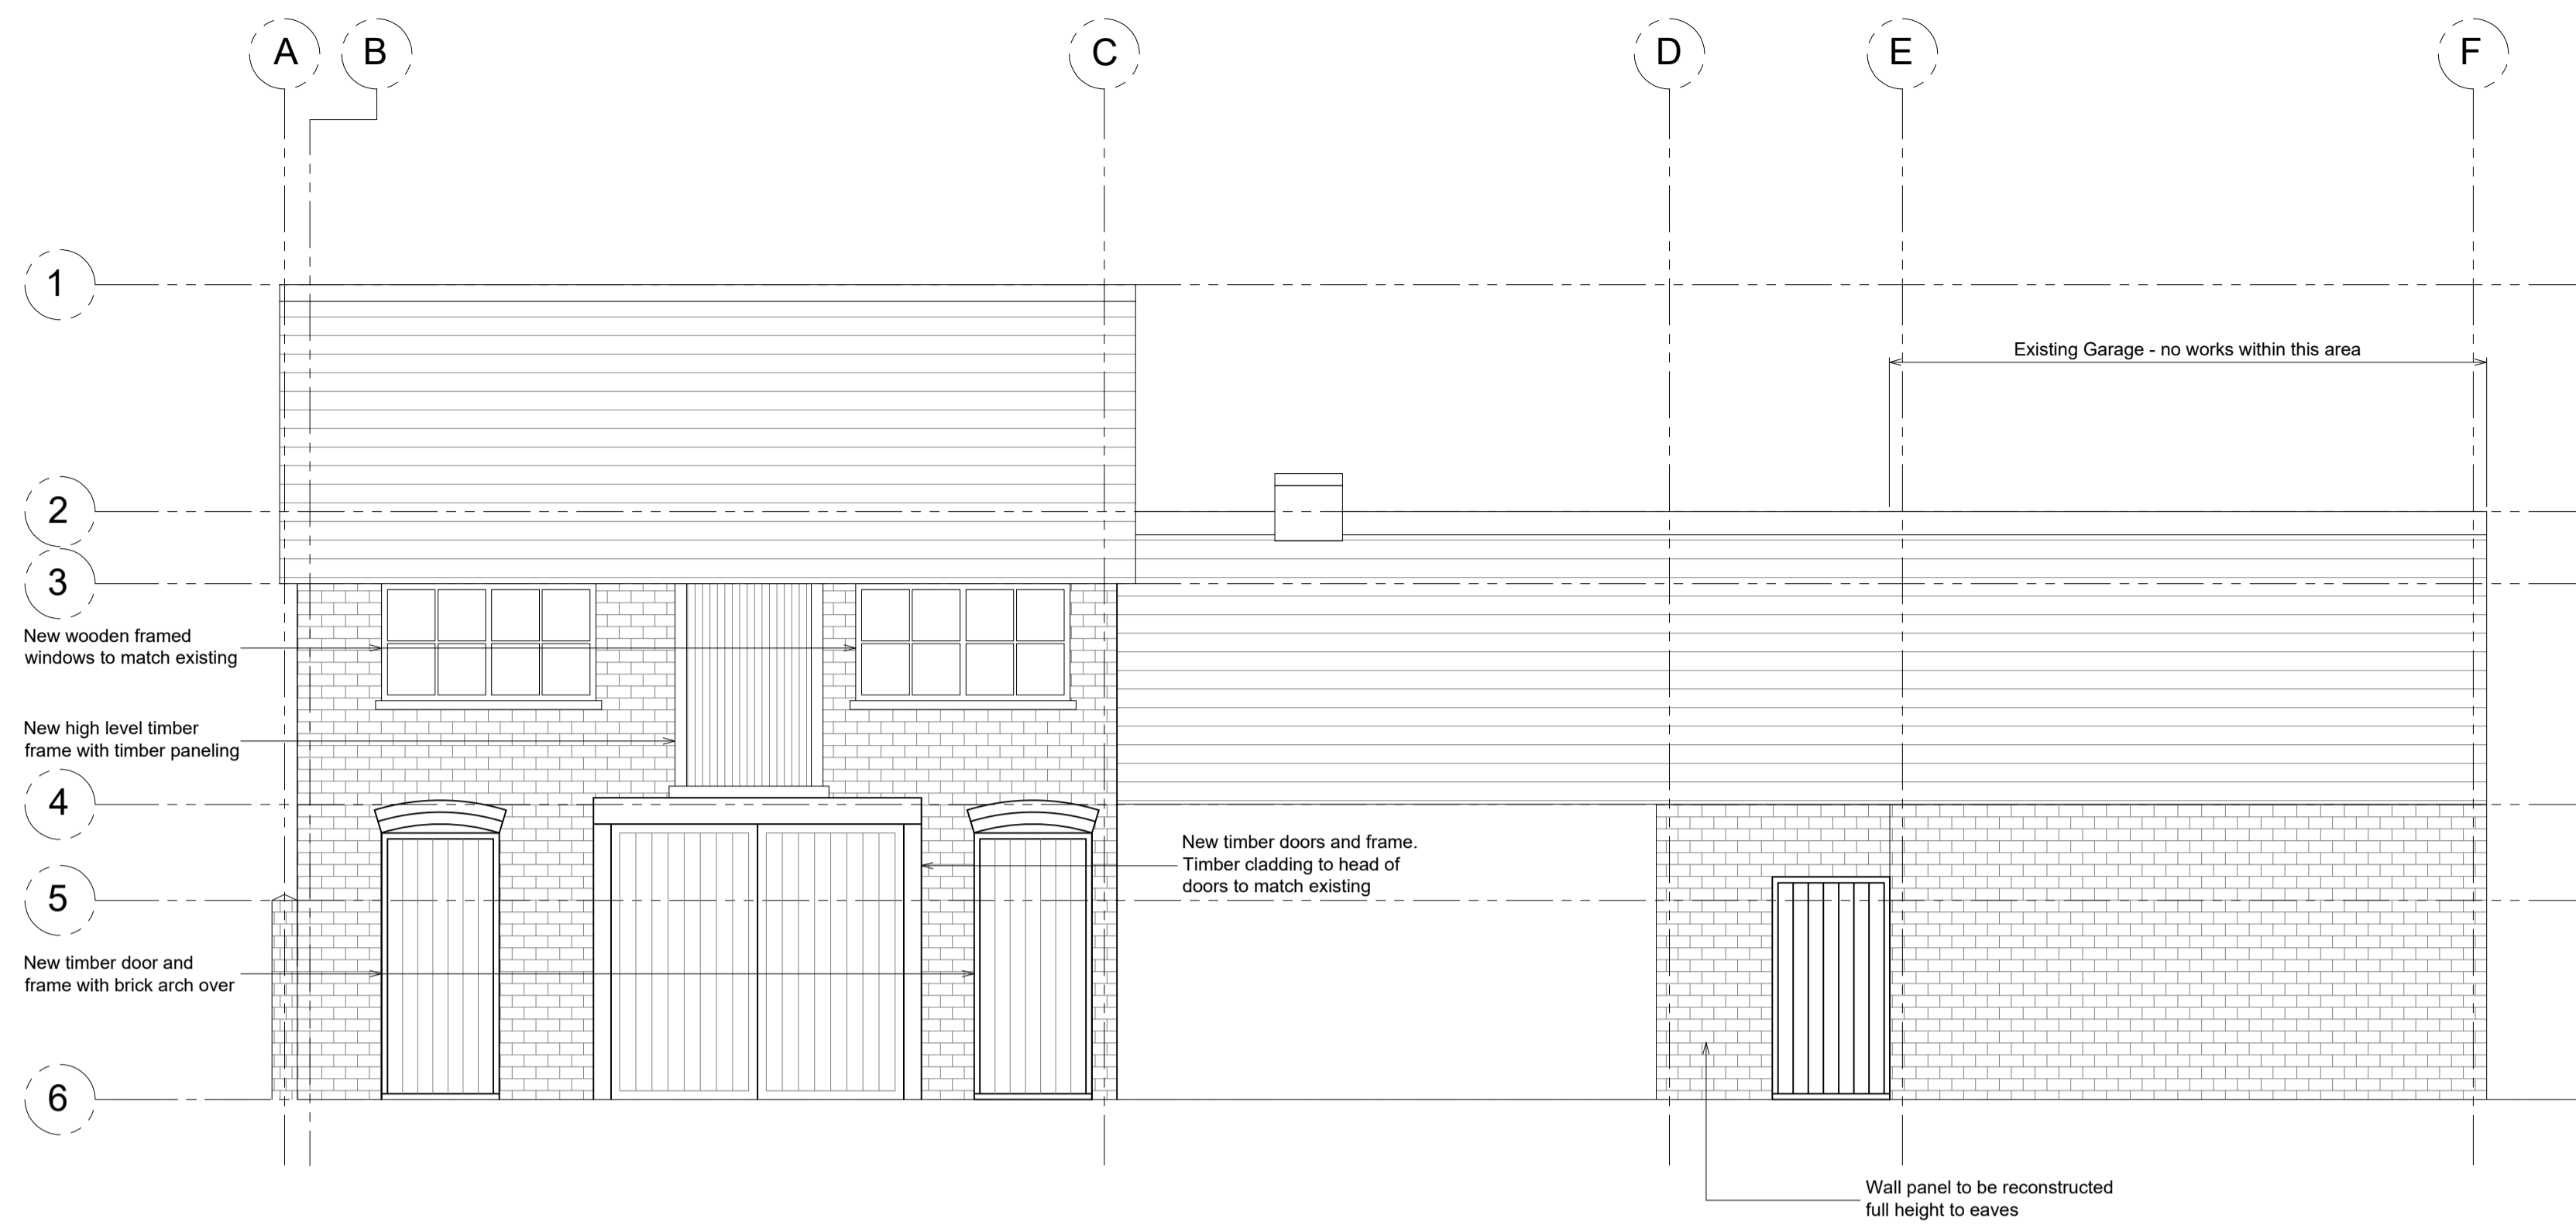 A B C D E F
1
Existing Garage - no works within this area
2
3
New wooden framed
windows to match existing
New high level timber
frame with timber paneling
4
New timber doors and frame.
Timber cladding to head of
doors to match existing
5
New timber door and
frame with brick arch over
6
Wall panel to be reconstructed
full height to eaves